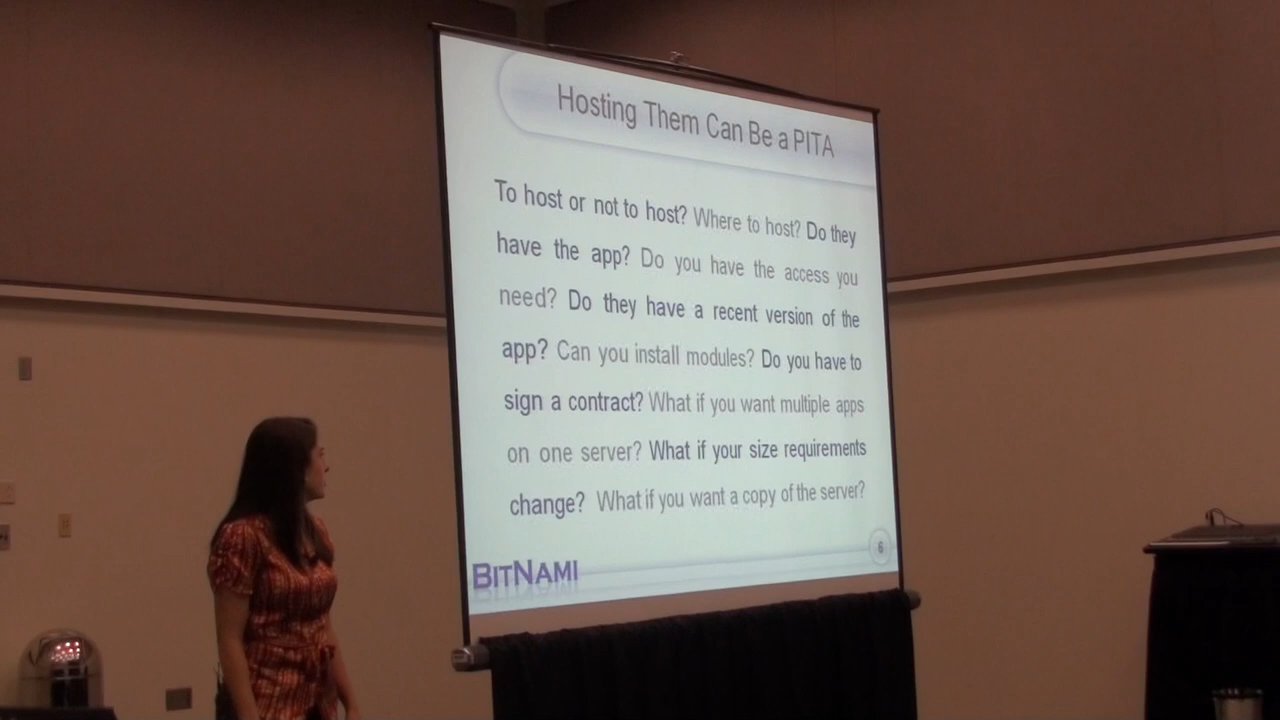 Hosting Them Can Be a PITA
To host or not to host? Where to host? Do they
have the app? Do you have the access you
need? Do they have a recent version of the
app? Can you install modules? Do you have to
sign a contract? What if you want multiple apps
on one server? What if your size requirements
change? What if you want a copy of the server?
6
BITNAMI